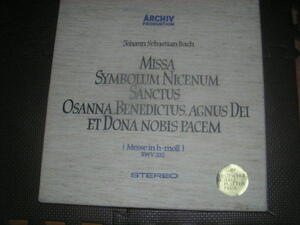 ARCHIV
PRODUKTION
Johann Sebastian Bach
MISSA
SYMBOLUM NICENUM
SANCTUS
OSANNA, BENEDICTUS, AGNUS DEI
ET DONA NOBIS PACEM
( Messe in h-moll )
BWV 232
STEREO